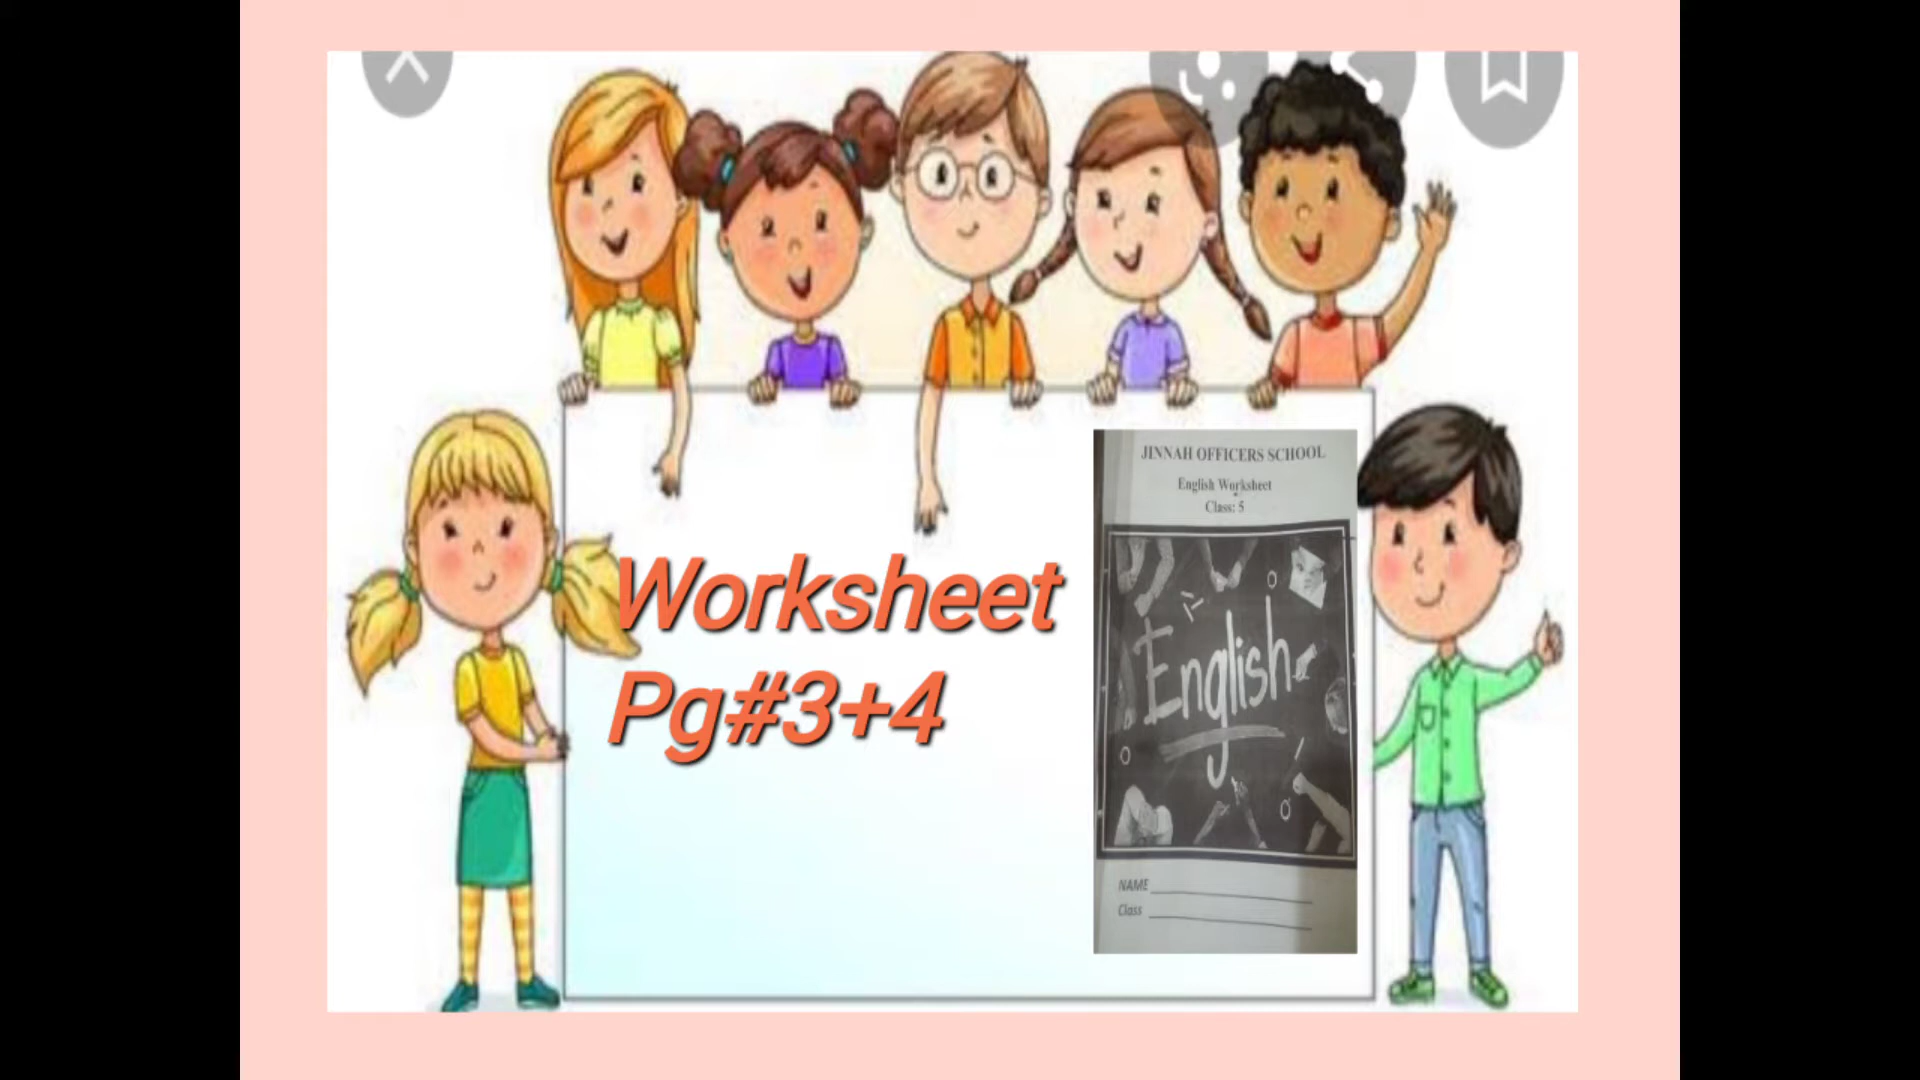 Worksheet
Pg#3+4
JINNAH OFFICERS SCHOOL
English Worksheet
Class: 5
English
NAME
Class